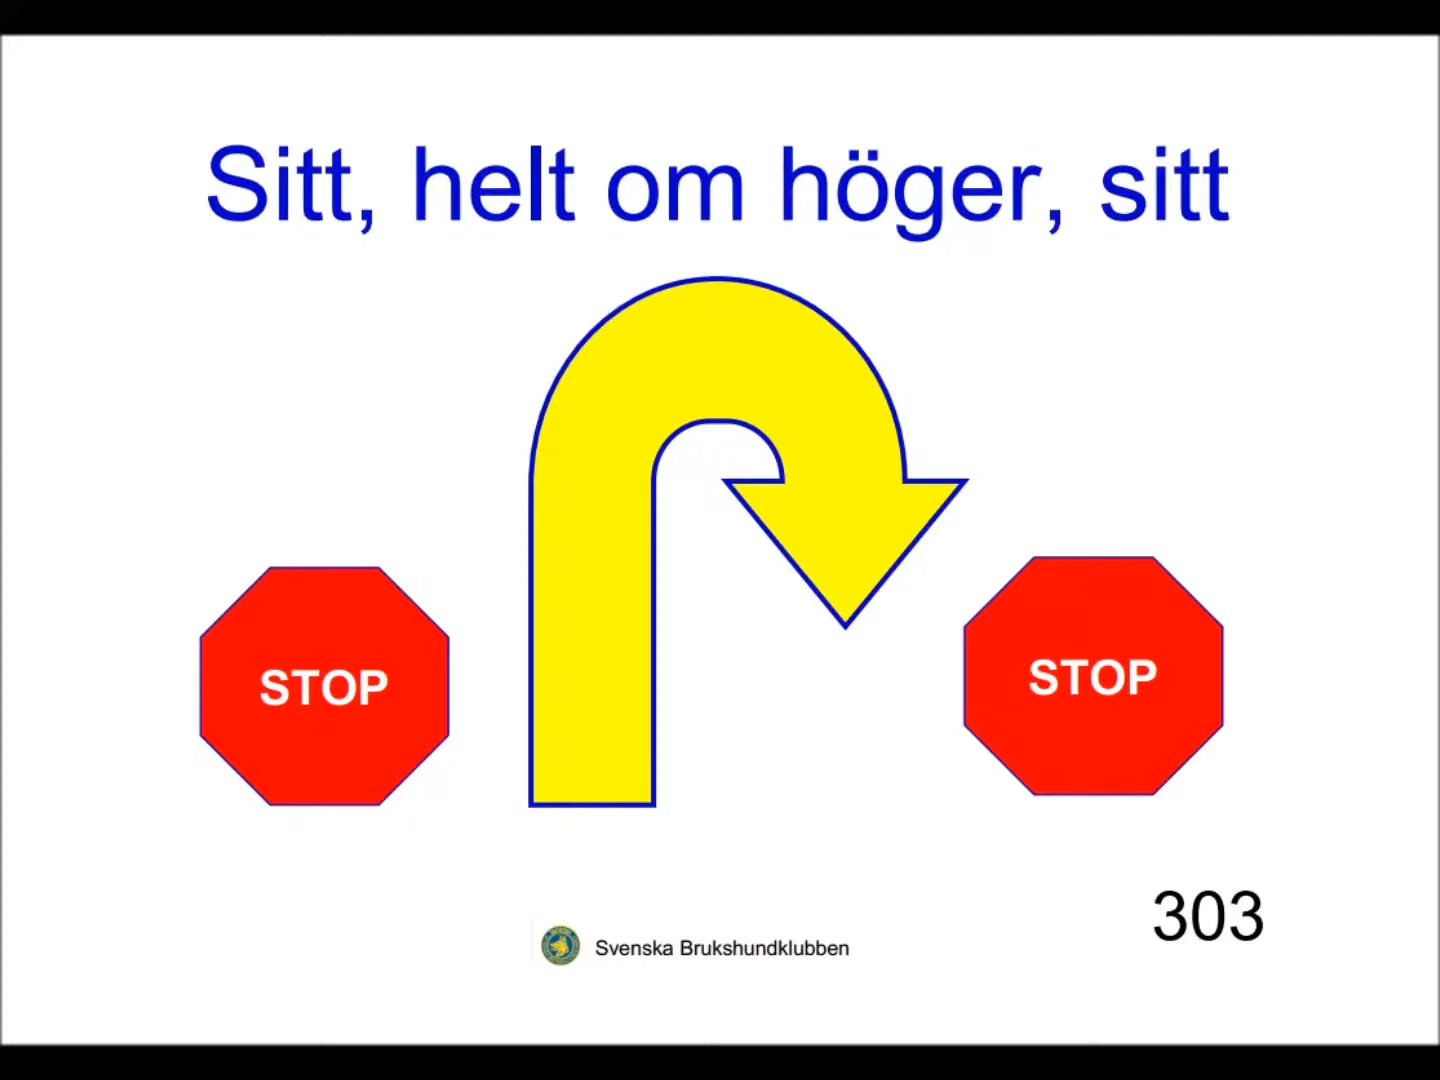 Sitt, helt om höger, sitt
STOP
STOP
303
Svenska Brukshundklubben